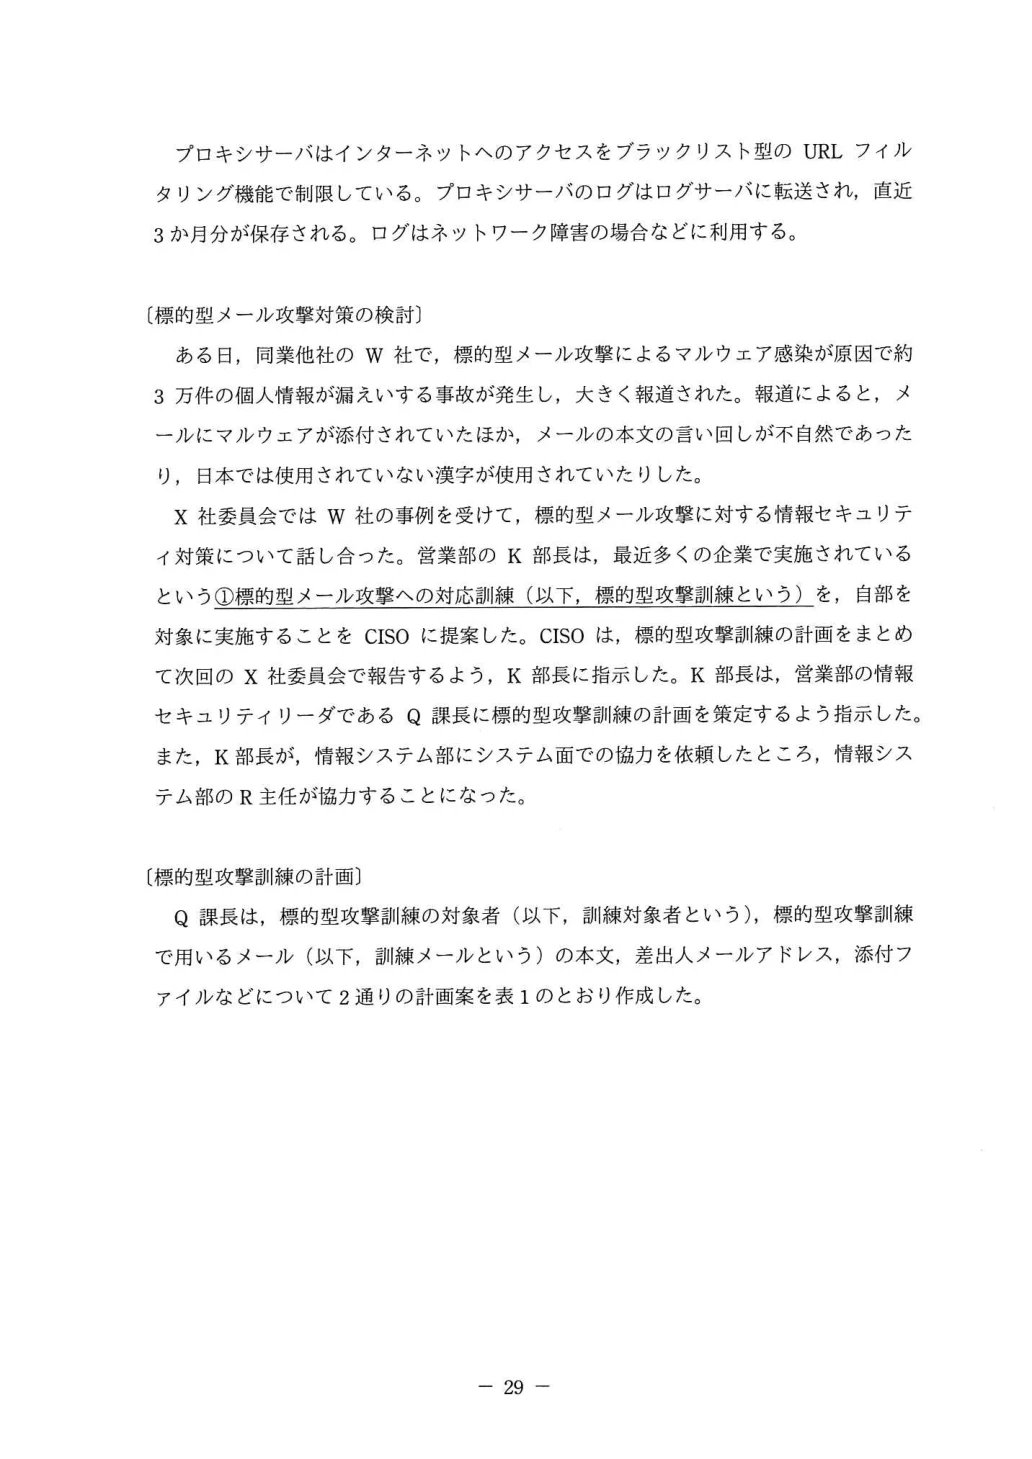 プロキシサーバはインターネットへのアクセスをブラックリスト型の URL フィル
タリング機能で制限している。プロキシサーバのログはログサーバに転送され，直近
3 か月分が保存される。ログはネットワーク障害の場合などに利用する。
〔標的型メール攻撃対策の検討〕
ある日，同業他社の W 社で，標的型メール攻撃によるマルウェア感染が原因で約
3 万件の個人情報が漏えいする事故が発生し，大きく報道された。報道によると，メ
ールにマルウェアが添付されていたほか，メールの本文の言い回しが不自然であった
り，日本では使用されていない漢字が使用されていたりした。
X 社委員会では W 社の事例を受けて，標的型メール攻撃に対する情報セキュリテ
ィ対策について話し合った。営業部の K 部長は，最近多くの企業で実施されている
という①標的型メール攻撃への対応訓練（以下，標的型攻撃訓練という）を，自部を
対象に実施することを CISO に提案した。CISO は，標的型攻撃訓練の計画をまとめ
て次回の X 社委員会で報告するよう，K 部長に指示した。K 部長は，営業部の情報
セキュリティリーダである Q 課長に標的型攻撃訓練の計画を策定するよう指示した。
また，K 部長が，情報システム部にシステム面での協力を依頼したところ，情報シス
テム部の R 主任が協力することになった。
〔標的型攻撃訓練の計画〕
Q 課長は，標的型攻撃訓練の対象者（以下，訓練対象者という），標的型攻撃訓練
で用いるメール（以下，訓練メールという）の本文，差出人メールアドレス，添付フ
ァイルなどについて 2 通りの計画案を表 1 のとおり作成した。
－ 29 －